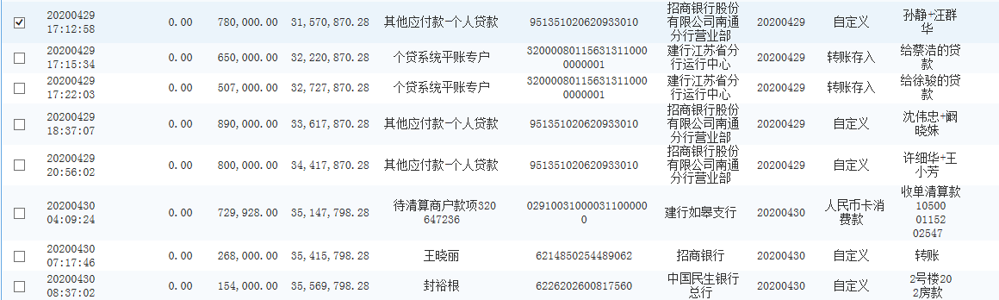 20200429 17:12:58 0.00 780,000.00 31,570,870.28 其他应付款-个人贷款 951351020620933010 招商银行股份有限公司南通分行营业部 20200429 自定义 孙静+汪群华
20200429 17:15:34 0.00 650,000.00 32,220,870.28 个贷系统平账专户 320000801156313110000000001 建行江苏省分行运行中心 20200429 转账存入 给蔡浩的贷款
20200429 17:22:03 0.00 507,000.00 32,727,870.28 个贷系统平账专户 320000801156313110000000001 建行江苏省分行运行中心 20200429 转账存入 给徐骏的贷款
20200429 18:37:07 0.00 890,000.00 33,617,870.28 其他应付款-个人贷款 951351020620933010 招商银行股份有限公司南通分行营业部 20200429 自定义 沈伟忠+阚晓妹
20200429 20:56:02 0.00 800,000.00 34,417,870.28 其他应付款-个人贷款 951351020620933010 招商银行股份有限公司南通分行营业部 20200429 自定义 许细华+王小芳
20200430 04:09:24 0.00 729,928.00 35,147,798.28 待清算商户款项320647236 029100310000311000000 建行如皋支行 20200430 人民币卡消费款 收单清算款105000115202547
20200430 07:17:46 0.00 268,000.00 35,415,798.28 王晓丽 6214850254489062 招商银行 20200430 自定义 转账
20200430 08:37:02 0.00 154,000.00 35,569,798.28 封裕根 6226202600817560 中国民生银行总行 20200430 自定义 2号楼202房款